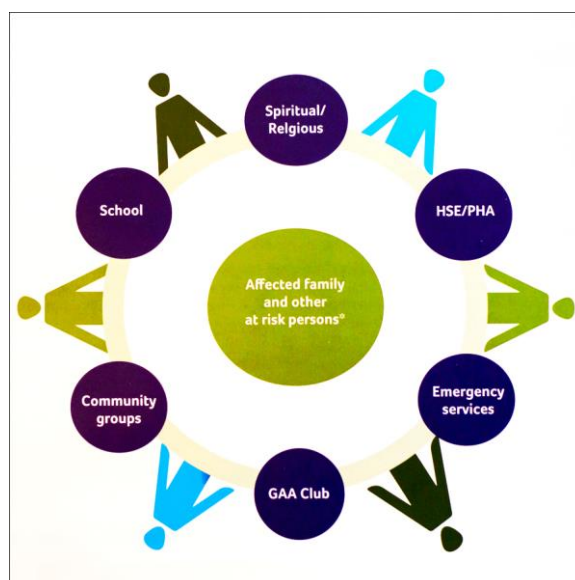 Spiritual/
Relgious
School
HSE/PHA
Affected family
and other
at risk persons°
Community
groups
Emergency
services
GAA Club